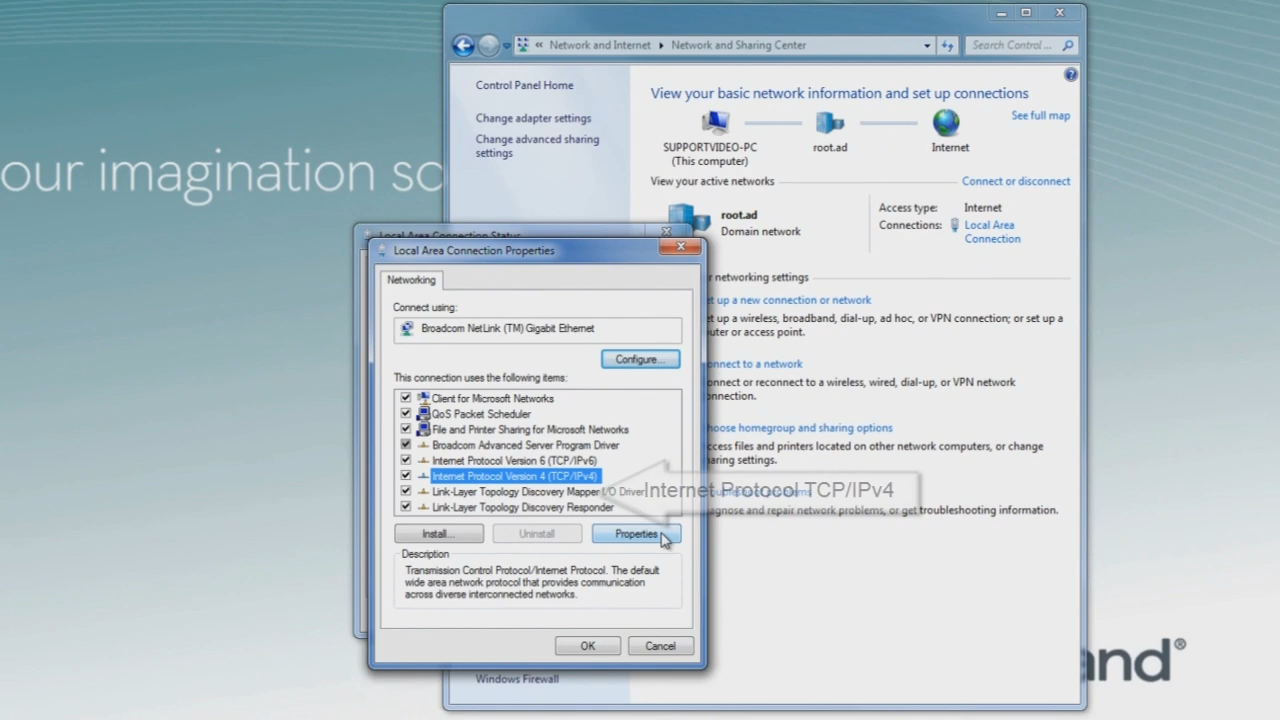 Network and Internet
Network and Sharing Center
Search Control ...
Control Panel Home
Change adapter settings
Change advanced sharing
settings
View your basic network information and set up connections
See full map
SUPPORTVIDEO-PC
(This computer)
root.ad
Internet
View your active networks
Connect or disconnect
root.ad
Domain network
Access type:
Internet
Connections:
Local Area
Connection
our imagination so
Local Area Connection Status
Local Area Connection Properties
Networking
Connect using:
Broadcom NetLink (TM) Gigabit Ethernet
Configure...
This connection uses the following items:
Client for Microsoft Networks
QoS Packet Scheduler
File and Printer Sharing for Microsoft Networks
Broadcom Advanced Server Program Driver
Internet Protocol Version 6 (TCP/IPv6)
Internet Protocol Version 4 (TCP/IPv4)
Link-Layer Topology Discovery Mapper I/O Driver
Link-Layer Topology Discovery Responder
Install...
Uninstall
Properties
Description
Transmission Control Protocol/Internet Protocol. The default
wide area network protocol that provides communication
across diverse interconnected networks.
OK
Cancel
r networking settings
et up a new connection or network
et up a wireless, broadband, dial-up, ad hoc, or VPN connection; or set up a
uter or access point.
onnect to a network
onnect or reconnect to a wireless, wired, dial-up, or VPN network
onnection.
hoose homegroup and sharing options
ccess files and printers located on other network computers, or change
haring settings.
Internet Protocol TCP/IPv4
agnose and repair network problems, or get troubleshooting information.
Windows Firewall
and®